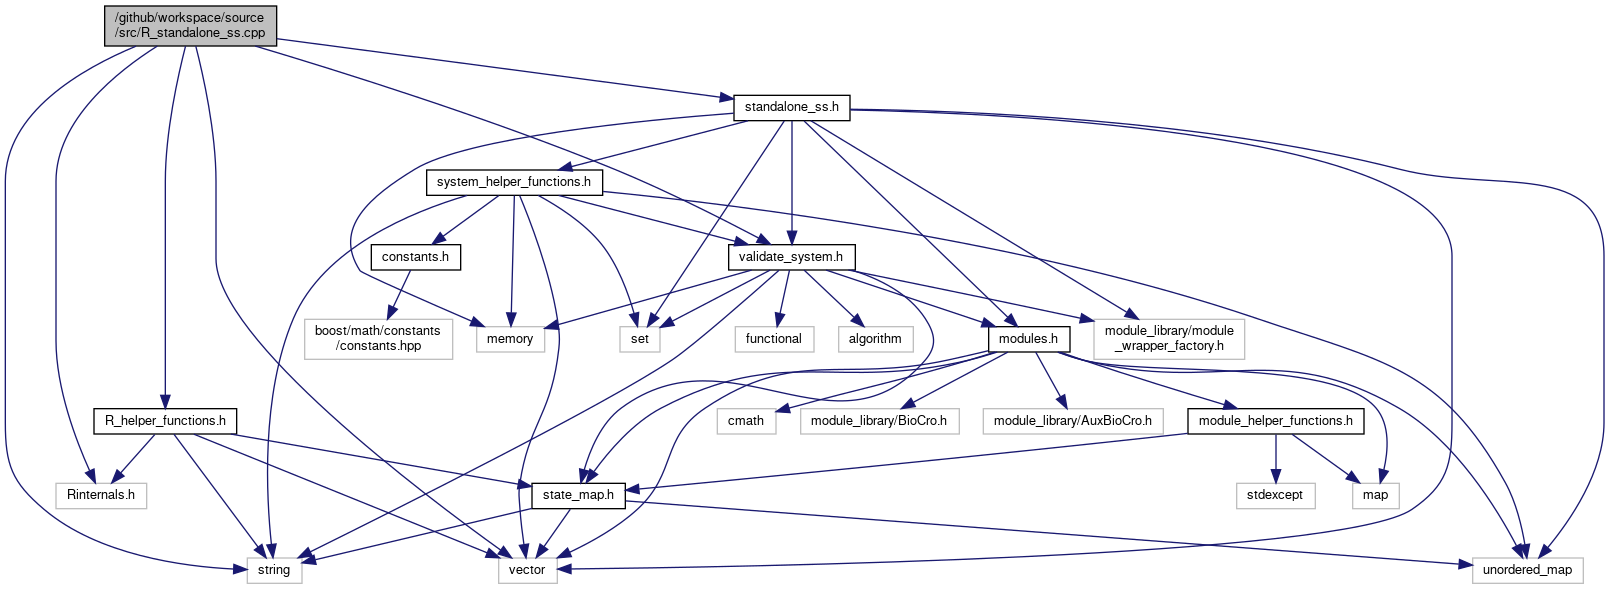 /github/workspace/source
/src/R_standalone_ss.cpp
standalone_ss.h
system_helper_functions.h
constants.h
validate_system.h
boost/math/constants
/constants.hpp
memory
set
functional
algorithm
modules.h
module_library/module
_wrapper_factory.h
R_helper_functions.h
cmath
module_library/BioCro.h
module_library/AuxBioCro.h
module_helper_functions.h
Rinternals.h
state_map.h
stdexcept
map
string
vector
unordered_map